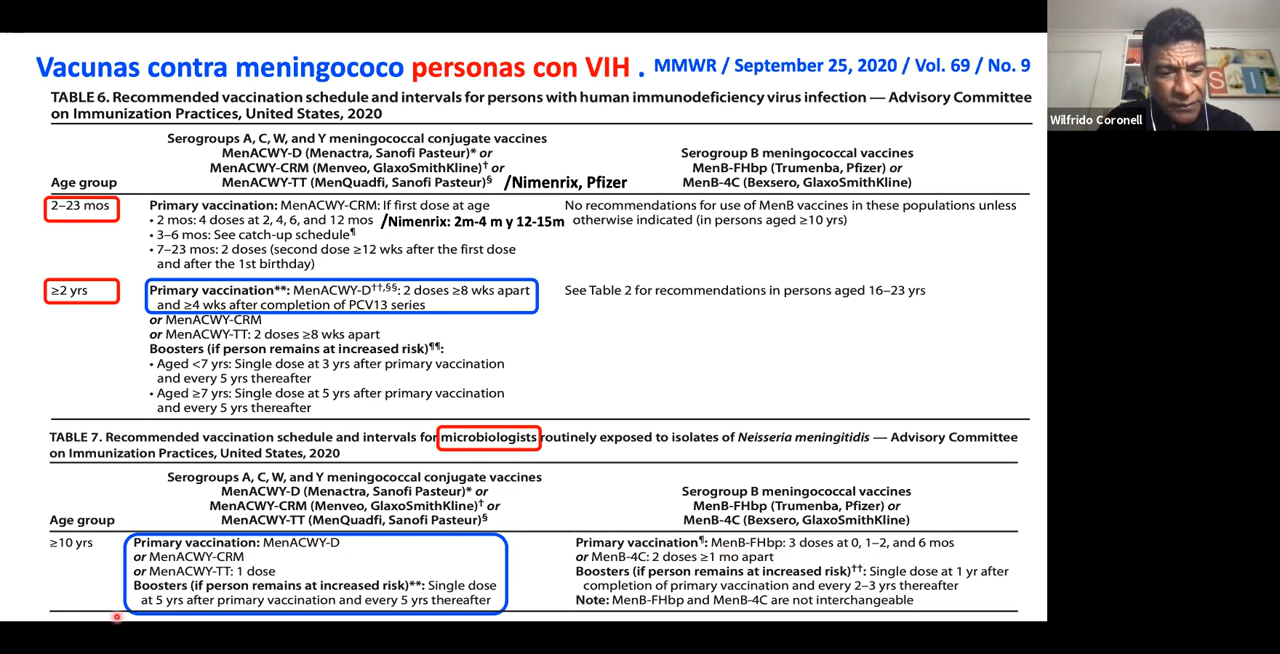 Vacunas contra meningococo personas con VIH . MMWR / September 25, 2020 / Vol. 69 / No. 9
Wilfrido Coronell
TABLE 6. Recommended vaccination schedule and intervals for persons with human immunodeficiency virus infection — Advisory Committee
on Immunization Practices, United States, 2020
Age group
Serogroups A, C, W, and Y meningococcal conjugate vaccines
MenACWY-D (Menactra, Sanofi Pasteur)* or
MenACWY-CRM (Menveo, GlaxoSmithKline)† or
MenACWY-TT (MenQuadfi, Sanofi Pasteur)§ /Nimenrix, Pfizer
Serogroup B meningococcal vaccines
MenB-FHbp (Trumenba, Pfizer) or
MenB-4C (Bexsero, GlaxoSmithKline)
2–23 mos
Primary vaccination: MenACWY-CRM: If first dose at age
• 2 mos: 4 doses at 2, 4, 6, and 12 mos /Nimenrix: 2m-4 m y 12-15m
• 3–6 mos: See catch-up schedule¶
• 7–23 mos: 2 doses (second dose ≥12 wks after the first dose
and after the 1st birthday)
No recommendations for use of MenB vaccines in these populations unless
otherwise indicated (in persons aged ≥10 yrs)
≥2 yrs
Primary vaccination**: MenACWY-D††,§§: 2 doses ≥8 wks apart
and ≥4 wks after completion of PCV13 series
or MenACWY-CRM
or MenACWY-TT: 2 doses ≥8 wks apart
Boosters (if person remains at increased risk)¶¶:
• Aged <7 yrs: Single dose at 3 yrs after primary vaccination
and every 5 yrs thereafter
• Aged ≥7 yrs: Single dose at 5 yrs after primary vaccination
and every 5 yrs thereafter
See Table 2 for recommendations in persons aged 16–23 yrs
TABLE 7. Recommended vaccination schedule and intervals for microbiologists routinely exposed to isolates of Neisseria meningitidis — Advisory Committee
on Immunization Practices, United States, 2020
Age group
Serogroups A, C, W, and Y meningococcal conjugate vaccines
MenACWY-D (Menactra, Sanofi Pasteur)* or
MenACWY-CRM (Menveo, GlaxoSmithKline)† or
MenACWY-TT (MenQuadfi, Sanofi Pasteur)§
Serogroup B meningococcal vaccines
MenB-FHbp (Trumenba, Pfizer) or
MenB-4C (Bexsero, GlaxoSmithKline)
≥10 yrs
Primary vaccination: MenACWY-D
or MenACWY-CRM
or MenACWY-TT: 1 dose
Boosters (if person remains at increased risk)**: Single dose
at 5 yrs after primary vaccination and every 5 yrs thereafter
Primary vaccination¶: MenB-FHbp: 3 doses at 0, 1–2, and 6 mos
or MenB-4C: 2 doses ≥1 mo apart
Boosters (if person remains at increased risk)††: Single dose at 1 yr after
completion of primary vaccination and every 2–3 yrs thereafter
Note: MenB-FHbp and MenB-4C are not interchangeable